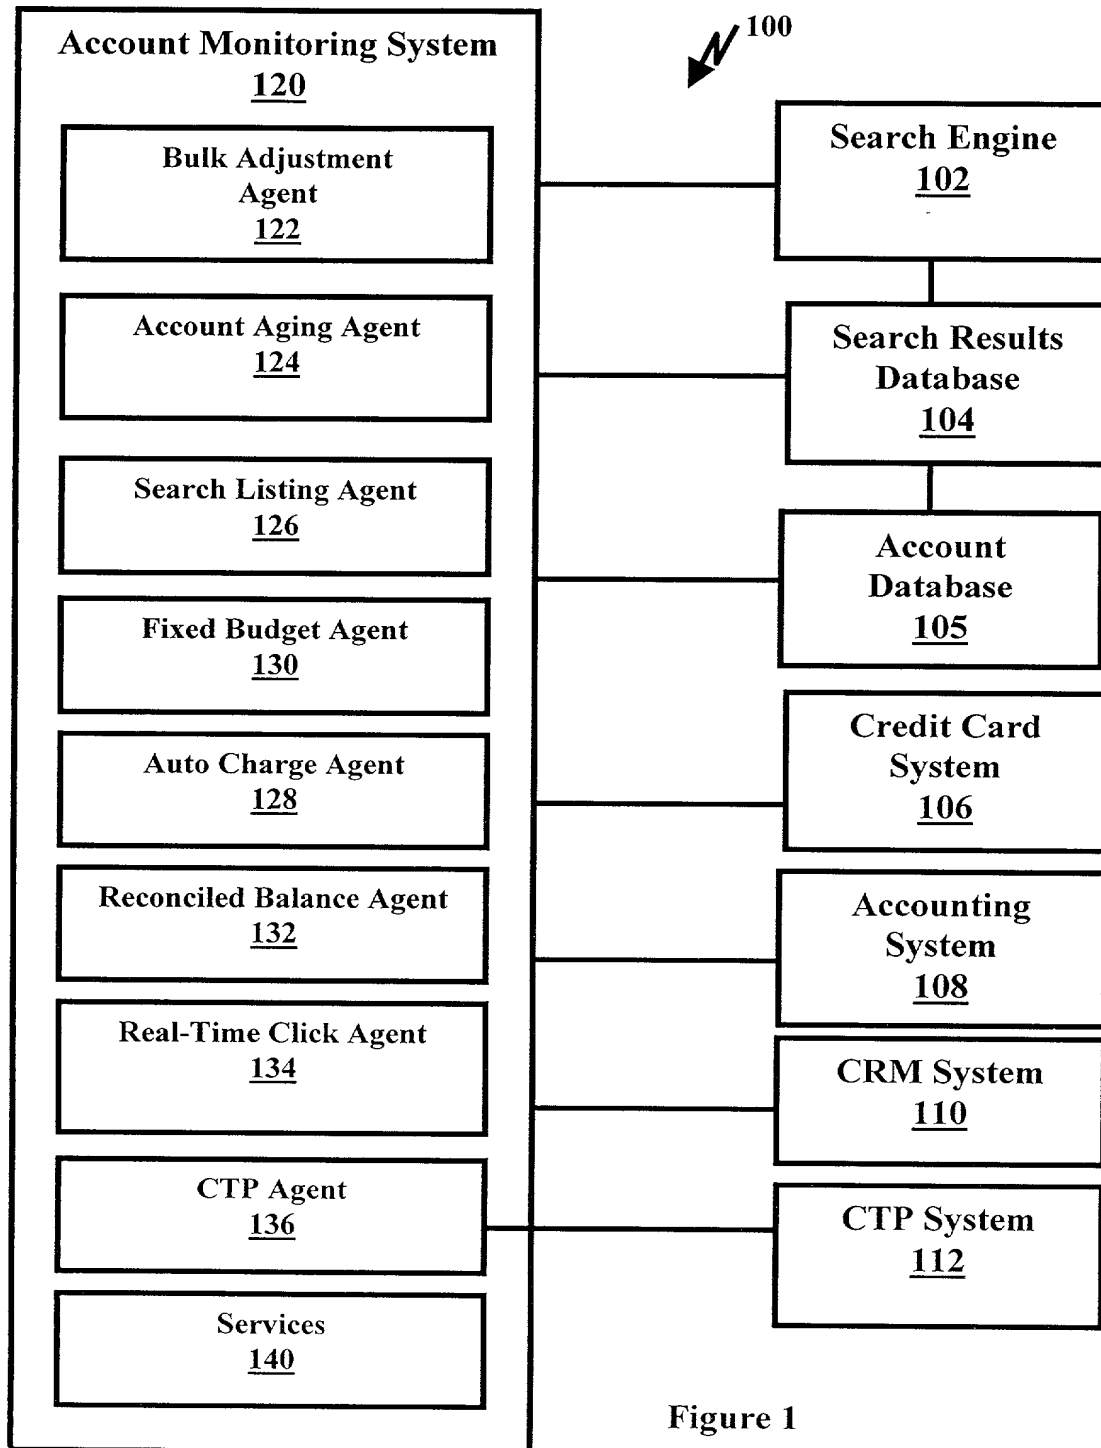 Account Monitoring System
120
Bulk Adjustment
Agent
122
Account Aging Agent
124
Search Listing Agent
126
Fixed Budget Agent
130
Auto Charge Agent
128
Reconciled Balance Agent
132
Real-Time Click Agent
134
CTP Agent
136
Services
140
100
Search Engine
102
Search Results
Database
104
Account
Database
105
Credit Card
System
106
Accounting
System
108
CRM System
110
CTP System
112
Figure 1